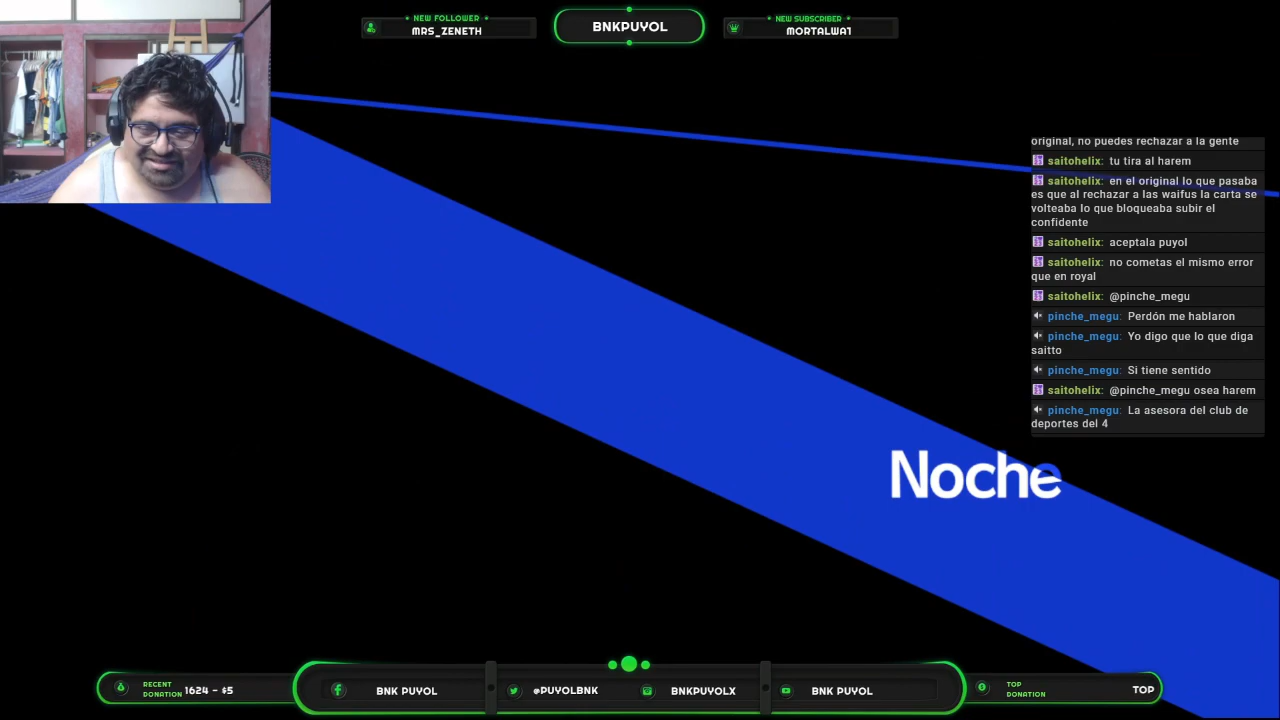 NEW FOLLOWER
MRS_ZENETH
BNKPUYOL
NEW SUBSCRIBER
MORTALWA1
original, no puedes rechazar a la gente
saitohelix: tu tira al harem
saitohelix: en el original lo que pasaba
es que al rechazar a las waifus la carta se
volteaba lo que bloqueaba subir el
confidente
saitohelix: aceptala puyol
saitohelix: no cometas el mismo error
que en royal
saitohelix: @pinche_megu
pinche_megu: Perdón me hablaron
pinche_megu: Yo digo que lo que diga
saitto
pinche_megu: Si tiene sentido
saitohelix: @pinche_megu osea harem
pinche_megu: La asesora del club de
deportes del 4
Noche
RECENT
DONATION 1624 - $5
BNK PUYOL
@PUYOLBNK
BNKPUYOLX
BNK PUYOL
TOP
DONATION
TOP